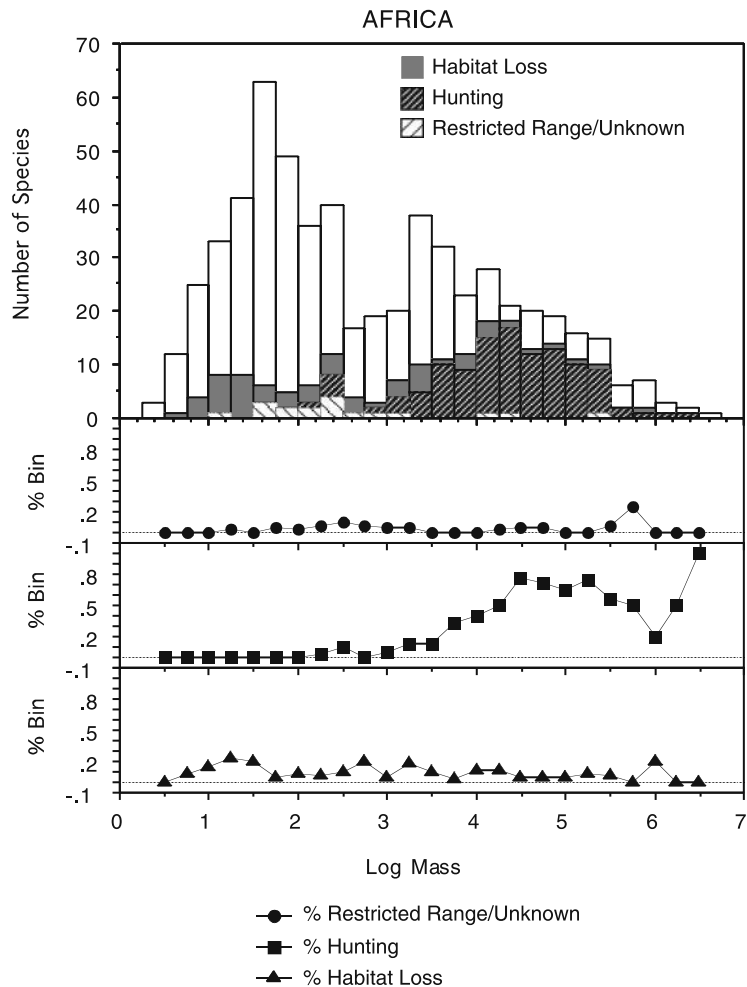 AFRICA
70
60
50
40
30
20
10
0
Number of Species
Habitat Loss
Hunting
Restricted Range/Unknown
% Bin
.8
.5
.2
-.1
% Bin
.8
.5
.2
-.1
% Bin
.8
.5
.2
-.1
0 1 2 3 4 5 6 7
Log Mass
% Restricted Range/Unknown
% Hunting
% Habitat Loss